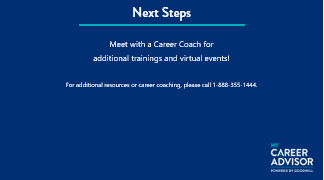 Next Steps
Meet with a Career Coach for
additional trainings and virtual events!
For additional resources or career coaching, please call 1-888-355-1444.
MY
CAREER
ADVISOR
POWERED BY GOODWILL